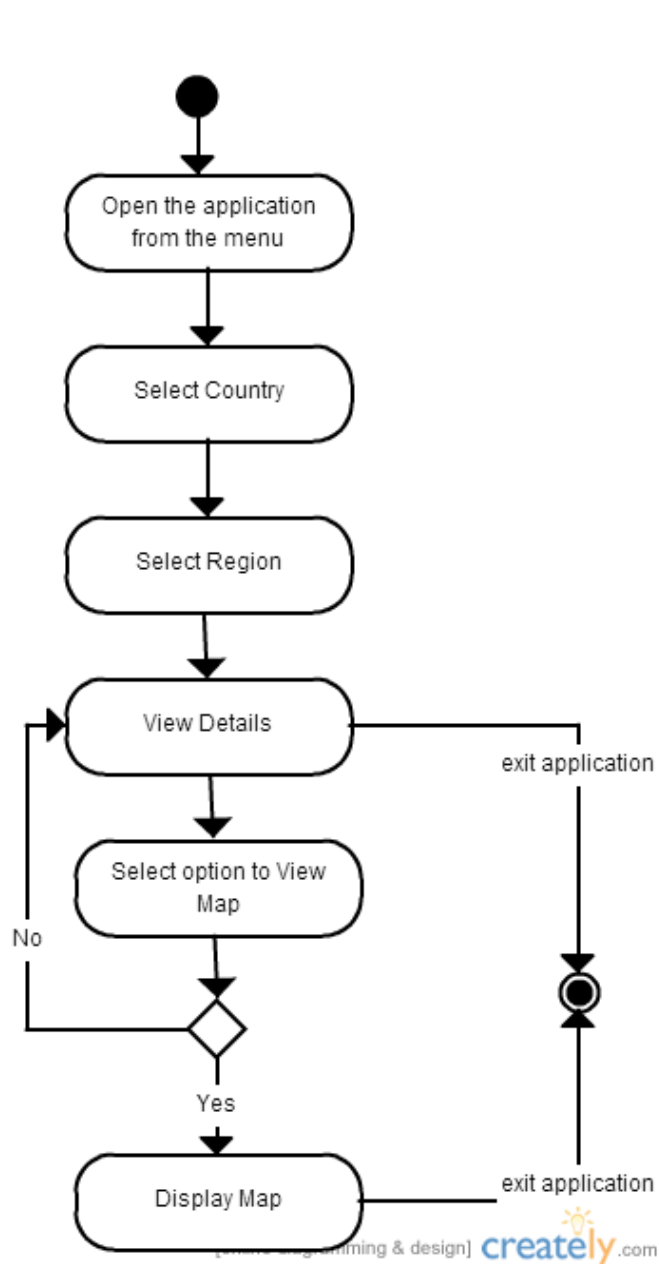 Open the application
from the menu
Select Country
Select Region
View Details
exit application
Select option to View
Map
No
Yes
Display Map
exit application
& design] creately.com